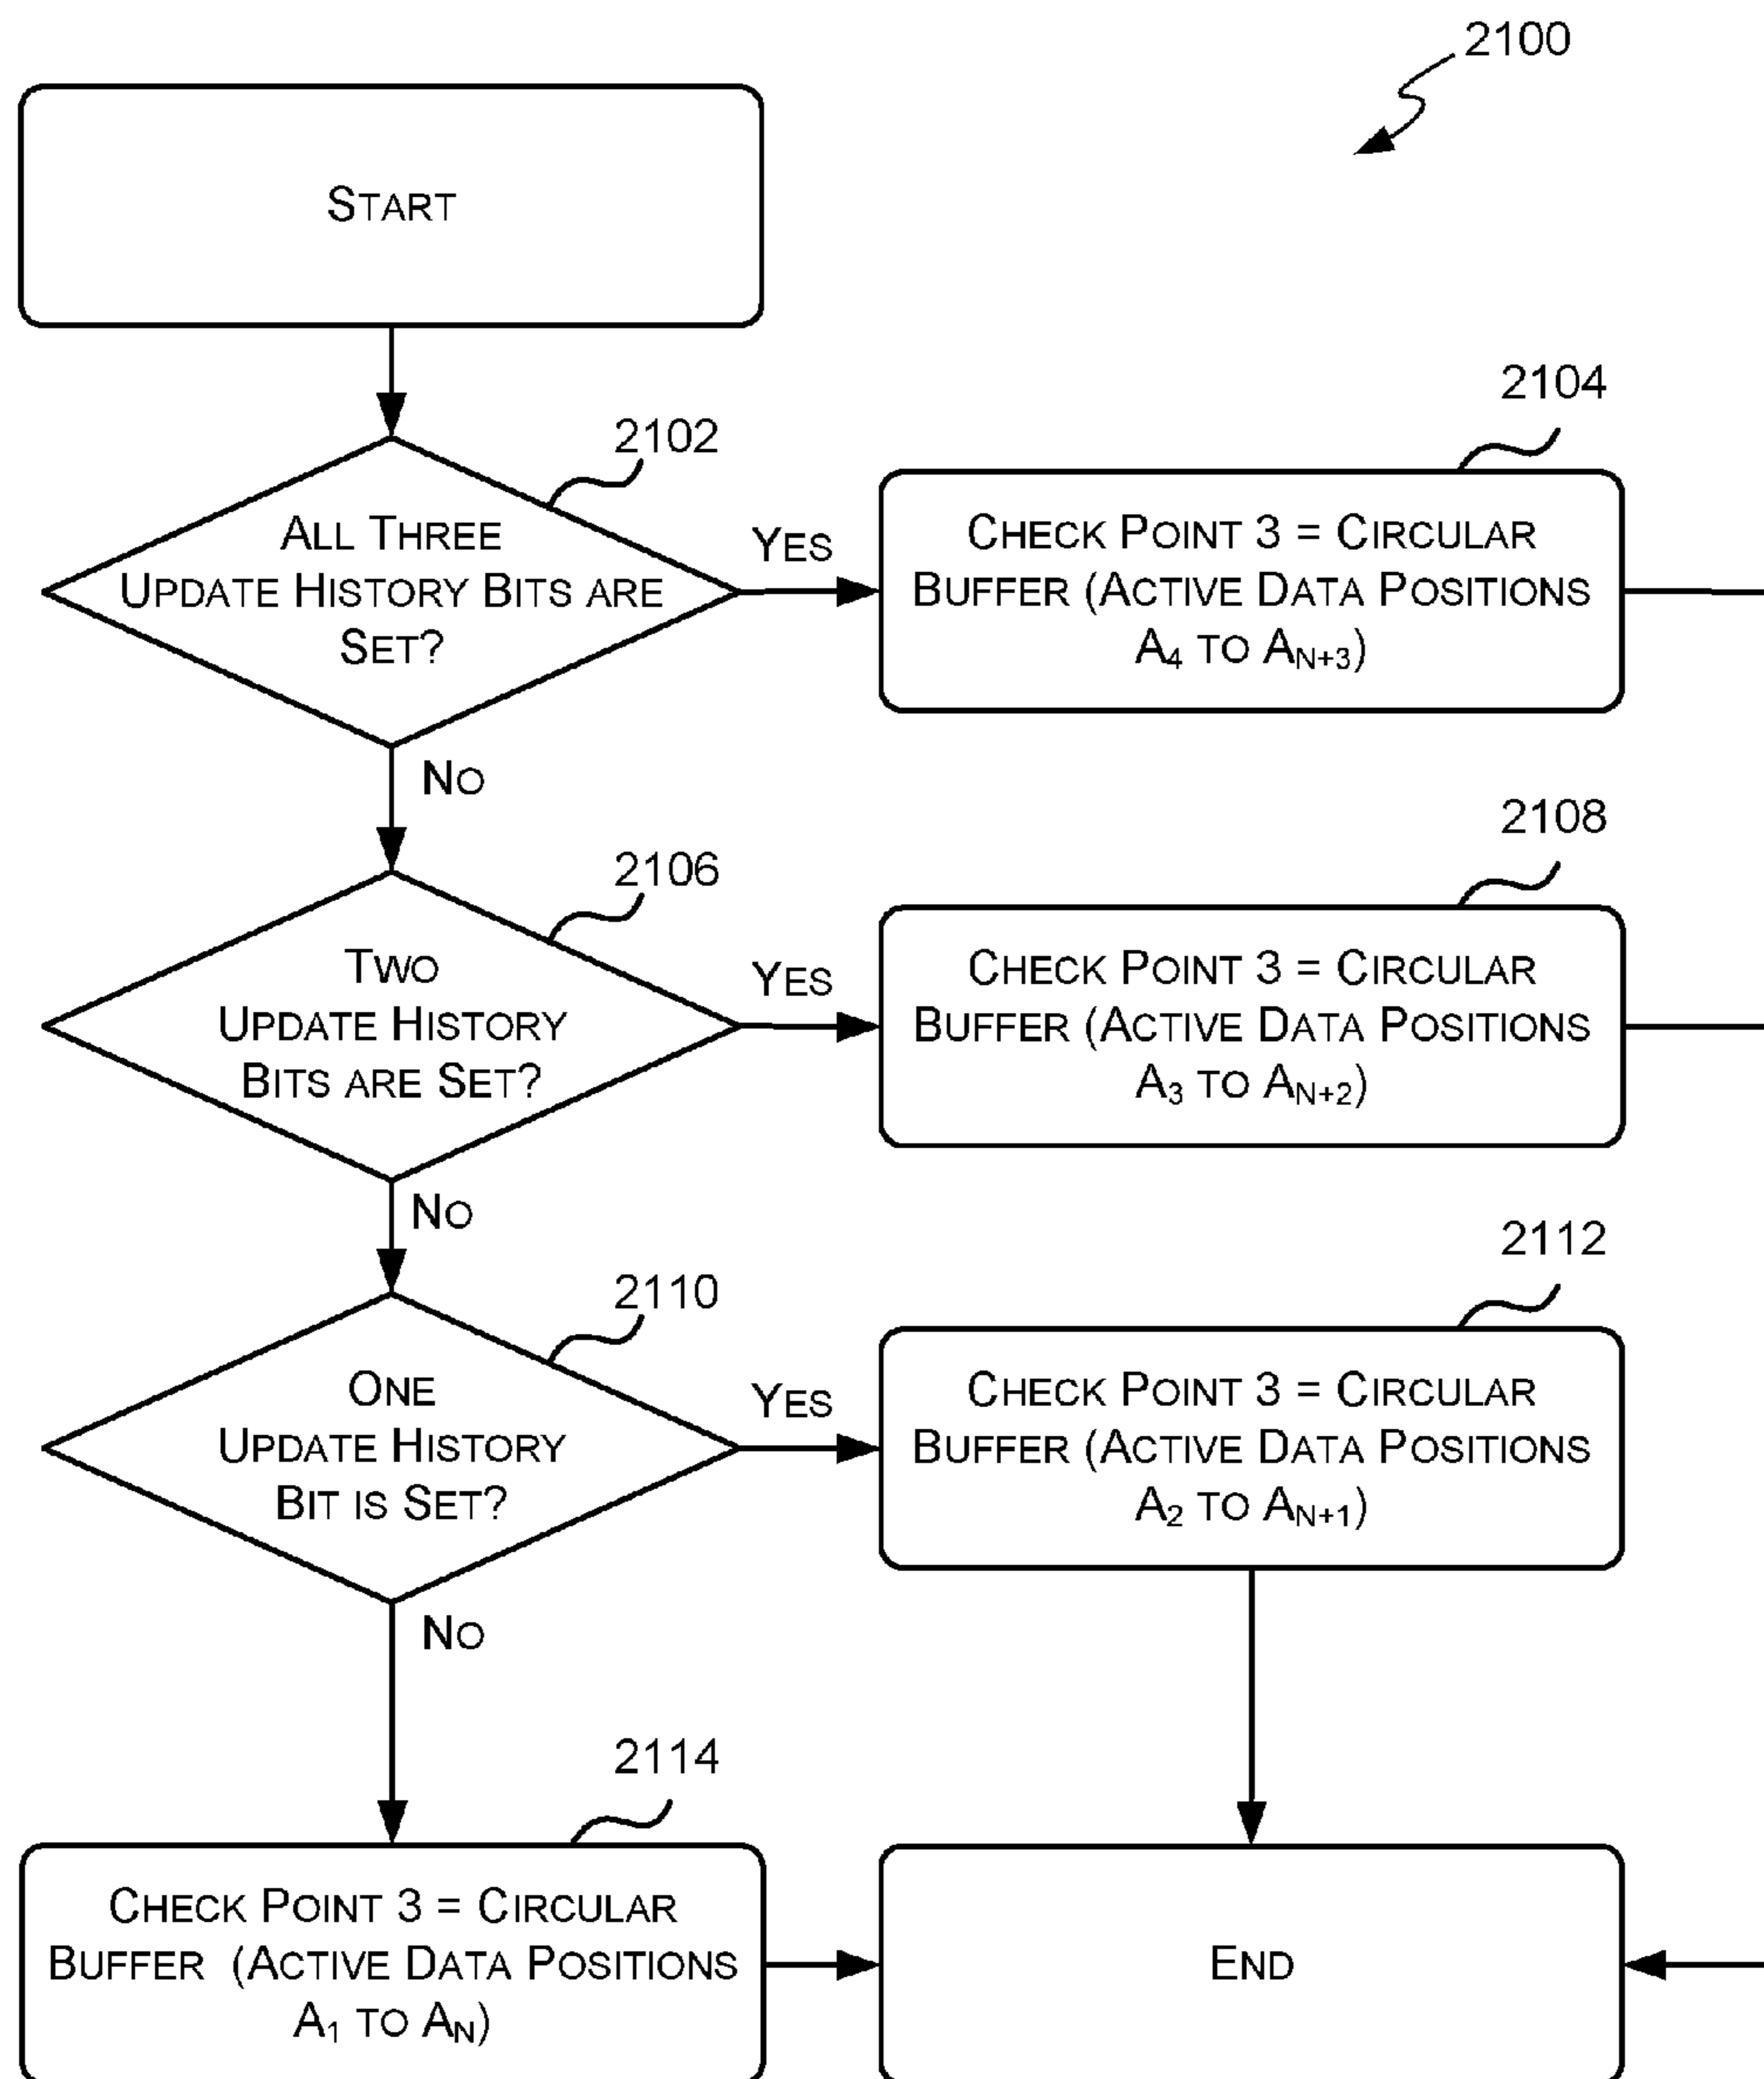 2100
START
2102
ALL THREE
UPDATE HISTORY BITS ARE
SET?
YES
2104
CHECK POINT 3 = CIRCULAR
BUFFER (ACTIVE DATA POSITIONS
A4 TO AN+3)
NO
2106
TWO
UPDATE HISTORY
BITS ARE SET?
YES
2108
CHECK POINT 3 = CIRCULAR
BUFFER (ACTIVE DATA POSITIONS
A3 TO AN+2)
NO
2110
ONE
UPDATE HISTORY
BIT IS SET?
YES
2112
CHECK POINT 3 = CIRCULAR
BUFFER (ACTIVE DATA POSITIONS
A2 TO AN+1)
NO
2114
CHECK POINT 3 = CIRCULAR
BUFFER (ACTIVE DATA POSITIONS
A1 TO AN)
END